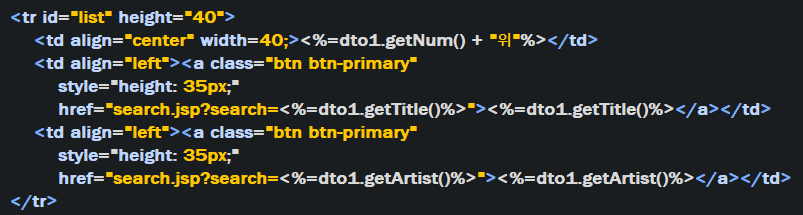 <tr id="list" height="40">
<td align="center" width=40;><%=dto1.getNum() + "위"%></td>
<td align="left"><a class="btn btn-primary"
style="height: 35px;"
href="search.jsp?search=<%=dto1.getTitle()%>"><%=dto1.getTitle()%></a></td>
<td align="left"><a class="btn btn-primary"
style="height: 35px;"
href="search.jsp?search=<%=dto1.getArtist()%>"><%=dto1.getArtist()%></a></td>
</tr>